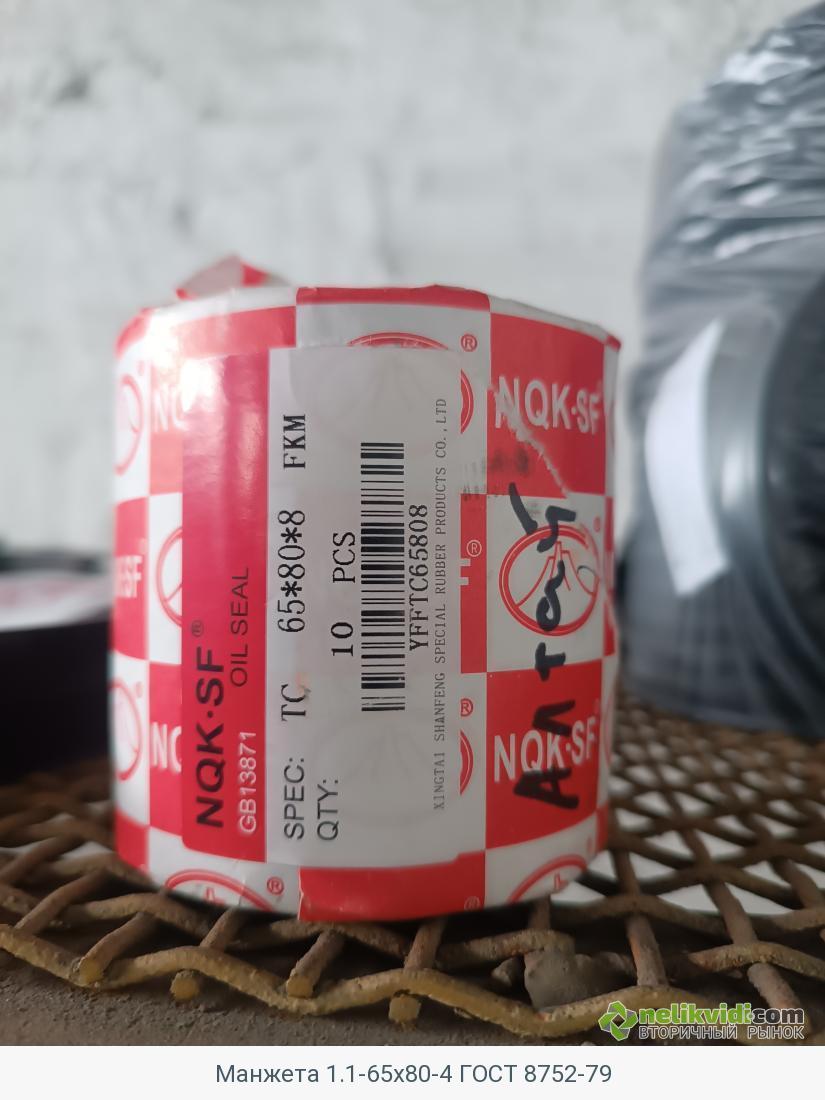 NQK·SF®
OIL SEAL
GB13871
SPEC: TC 65*80*8 FKM
QTY: 10 PCS
YFFTC65808
XINGTAI SHANFENG SPECIAL RUBBER PRODUCTS CO.,LTD
NQK·SF
NQK·SF
Алтай
nelikvidi.com
ВТОРИЧНЫЙ РЫНОК
Манжета 1.1-65х80-4 ГОСТ 8752-79